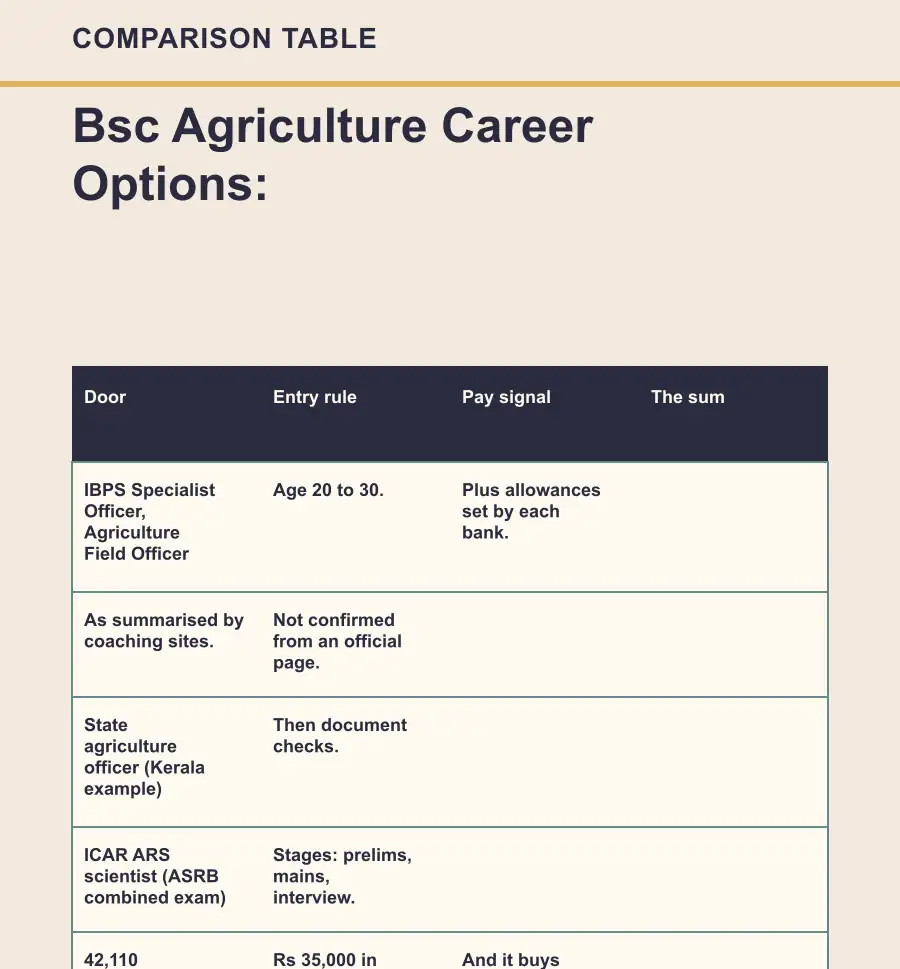 COMPARISON TABLE
Bsc Agriculture Career
Options:
Door
Entry rule
Pay signal
The sum
IBPS Specialist
Officer,
Agriculture
Field Officer
Age 20 to 30.
Plus allowances
set by each
bank.
As summarised by
coaching sites.
Not confirmed
from an official
page.
State
agriculture
officer (Kerala
example)
Then document
checks.
ICAR ARS
scientist (ASRB
combined exam)
Stages: prelims,
mains,
interview.
42,110
Rs 35,000 in
And it buys